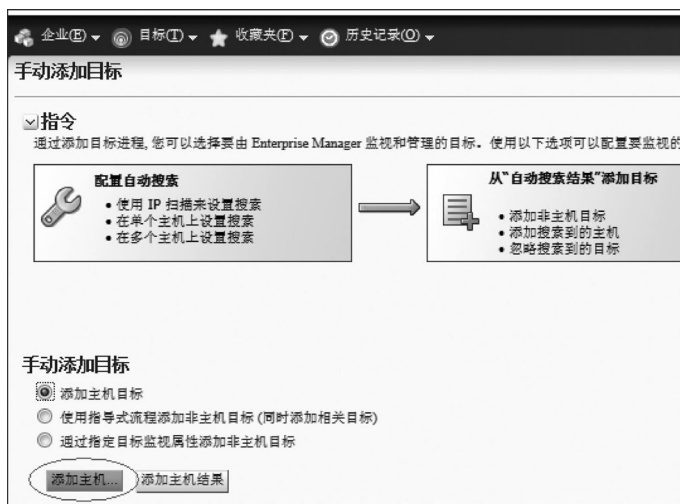 企业(E) 目标(T) 收藏夹(F) 历史记录(O)
手动添加目标
指令
通过添加目标进程, 您可以选择要由 Enterprise Manager 监视和管理的目标。使用以下选项可以配置要监视的
配置自动搜索
• 使用 IP 扫描来设置搜索
• 在单个主机上设置搜索
• 在多个主机上设置搜索
从“自动搜索结果”添加目标
• 添加非主机目标
• 添加搜索到的主机
• 忽略搜索到的目标
手动添加目标
添加主机目标
使用指导式流程添加非主机目标 (同时添加相关目标)
通过指定目标监视属性添加非主机目标
添加主机... 添加主机结果